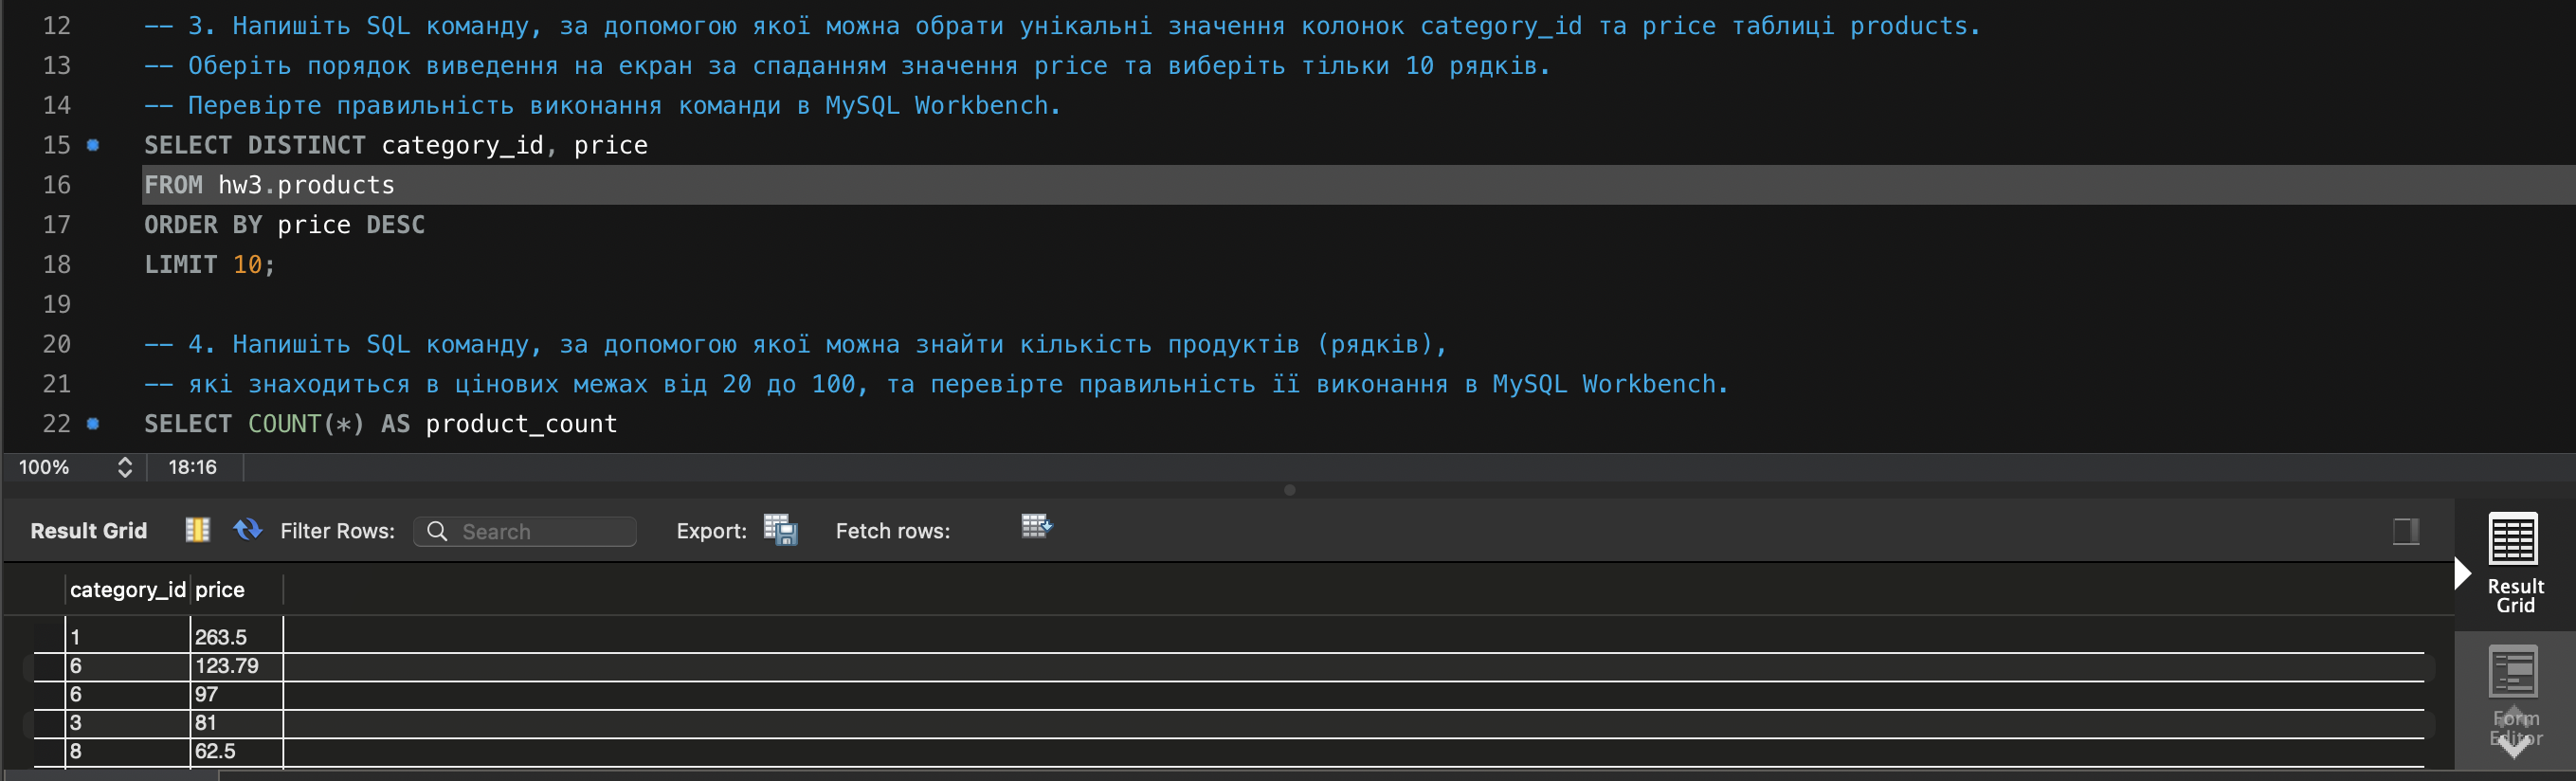 12 -- 3. Напишіть SQL команду, за допомогою якої можна обрати унікальні значення колонок category_id та price таблиці products.
13 -- Оберіть порядок виведення на екран за спаданням значення price та виберіть тільки 10 рядків.
14 -- Перевірте правильність виконання команди в MySQL Workbench.
15 SELECT DISTINCT category_id, price
16 FROM hw3.products
17 ORDER BY price DESC
18 LIMIT 10;
19
20 -- 4. Напишіть SQL команду, за допомогою якої можна знайти кількість продуктів (рядків),
21 -- які знаходиться в цінових межах від 20 до 100, та перевірте правильність її виконання в MySQL Workbench.
22 SELECT COUNT(*) AS product_count
100% 18:16
Result Grid Filter Rows: Search Export: Fetch rows:
category_id price
1 263.5
6 123.79
6 97
3 81
8 62.5
Result
Grid
Form
Editor